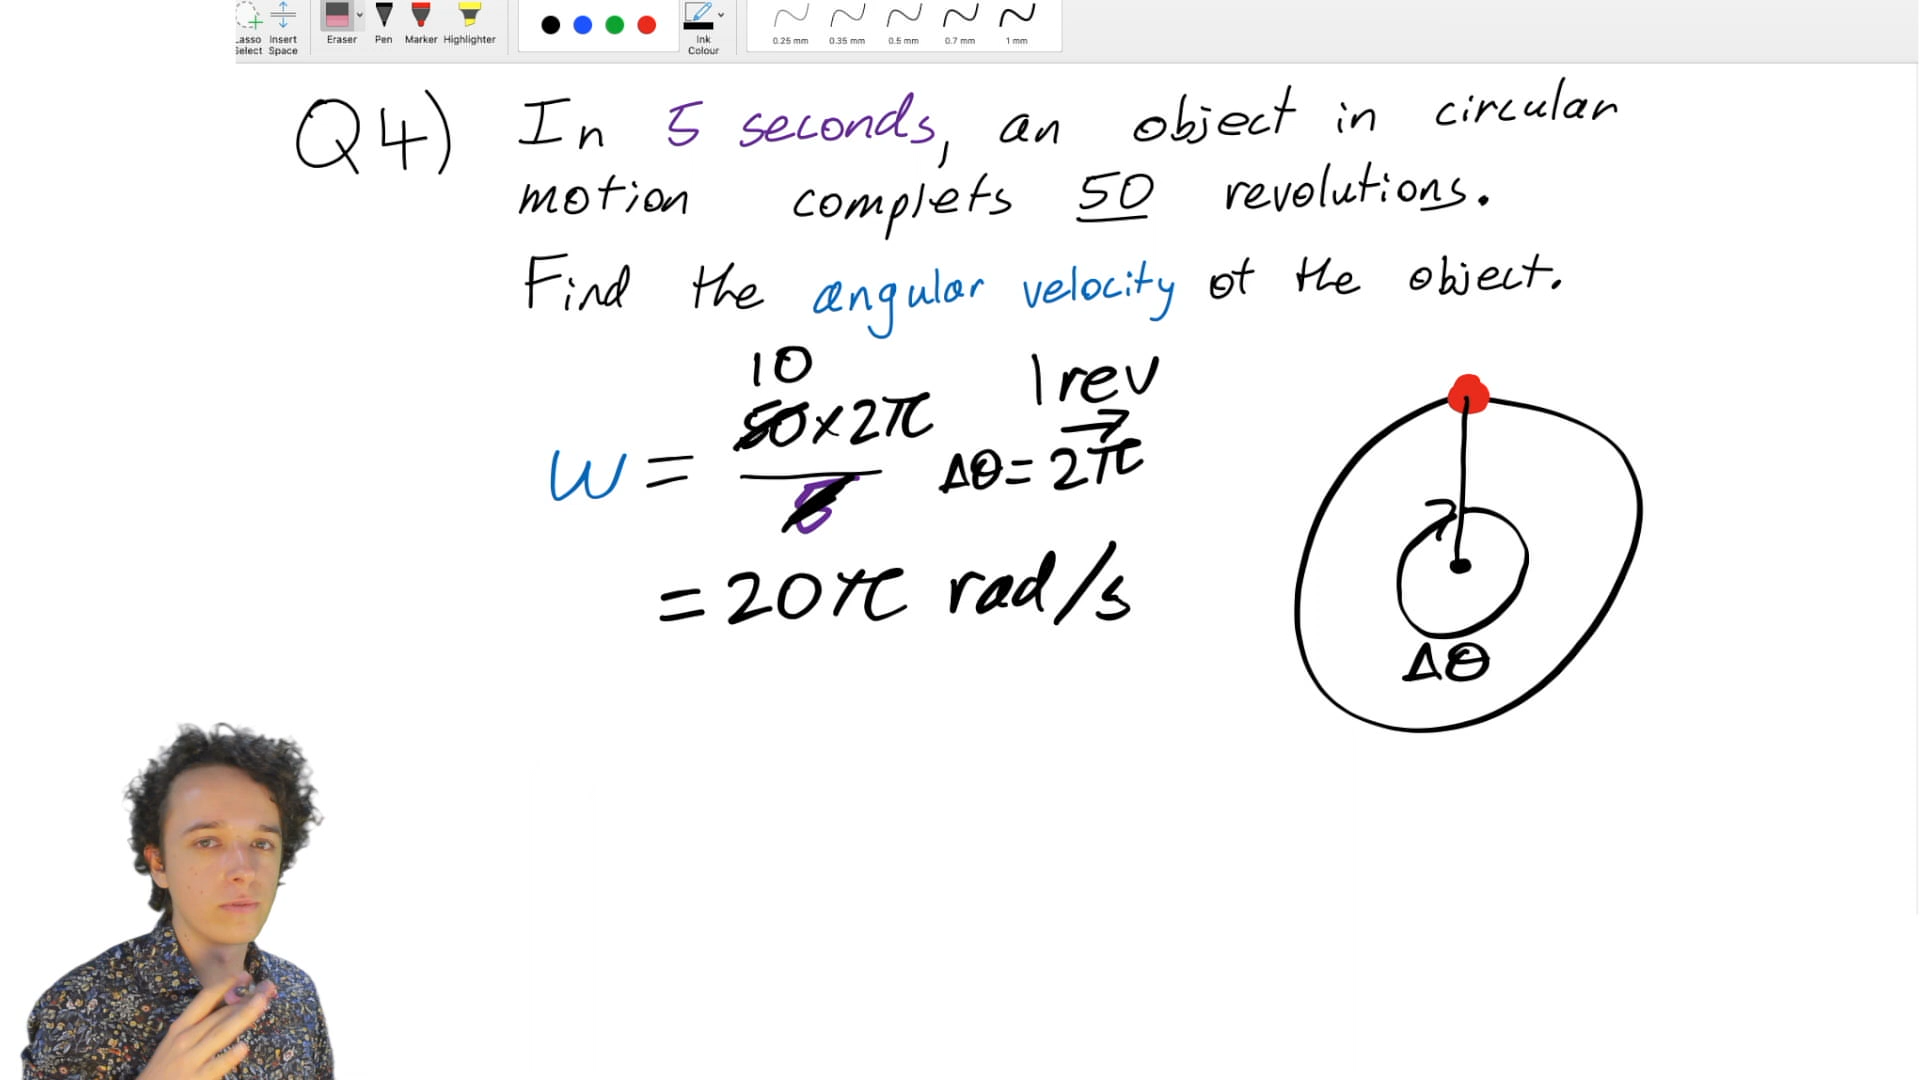 Lasso Select
Insert Space
Eraser
Pen
Marker
Highlighter
Ink Colour
0.25 mm
0.35 mm
0.5 mm
0.7 mm
1 mm
Q4) In 5 seconds, an object in circular
motion complets 50 revolutions.
Find the angular velocity of the object.
10
1 rev
ω = 50 x 2π / 5
→
Δθ = 2π
= 20π rad/s
Δθ